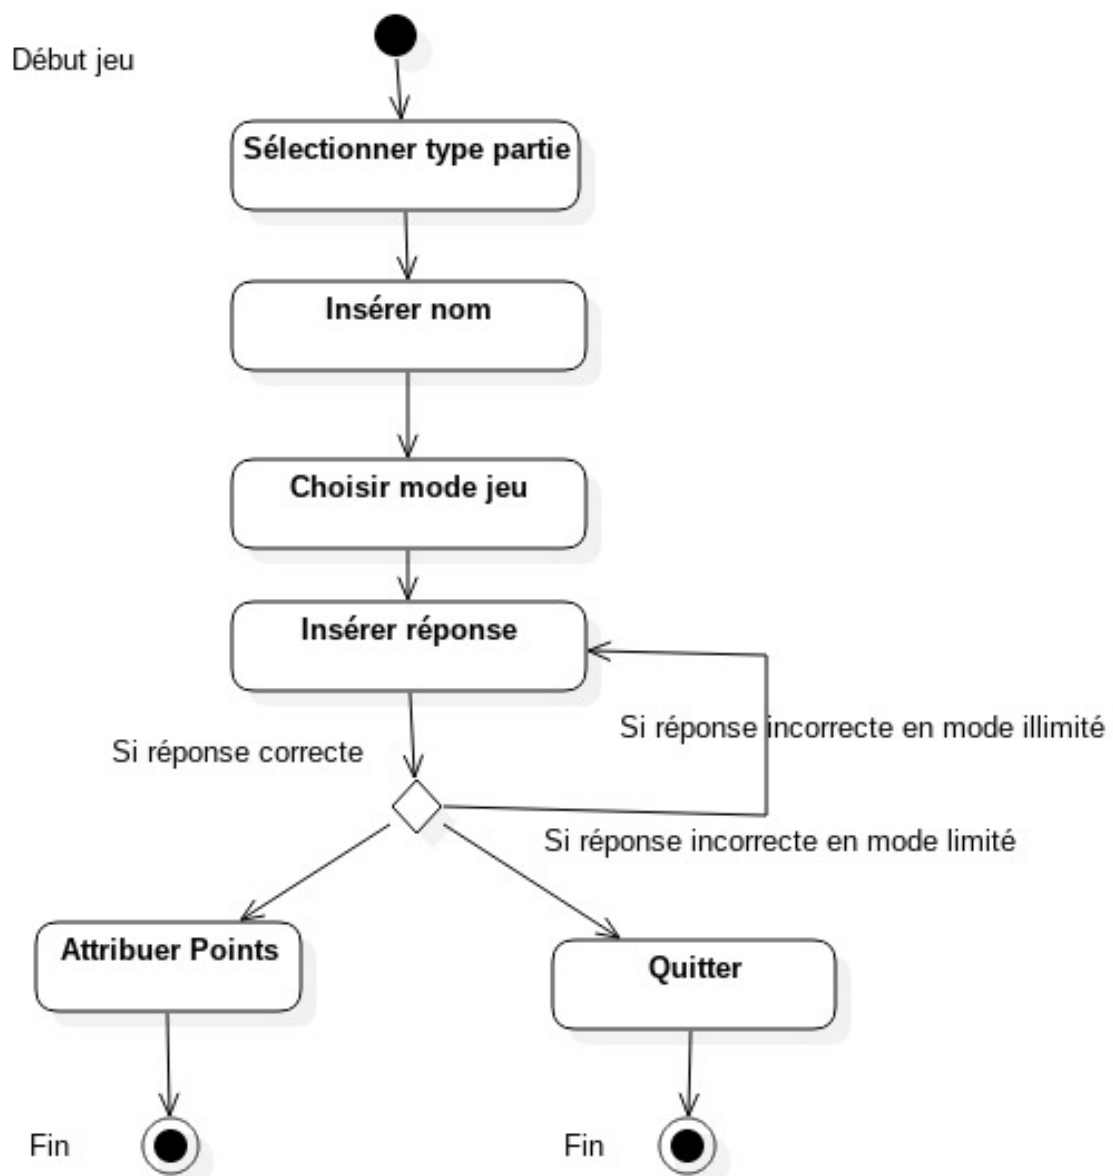 Début jeu
Sélectionner type partie
Insérer nom
Choisir mode jeu
Insérer réponse
Si réponse incorrecte en mode illimité
Si réponse correcte
Si réponse incorrecte en mode limité
Attribuer Points
Quitter
Fin
Fin